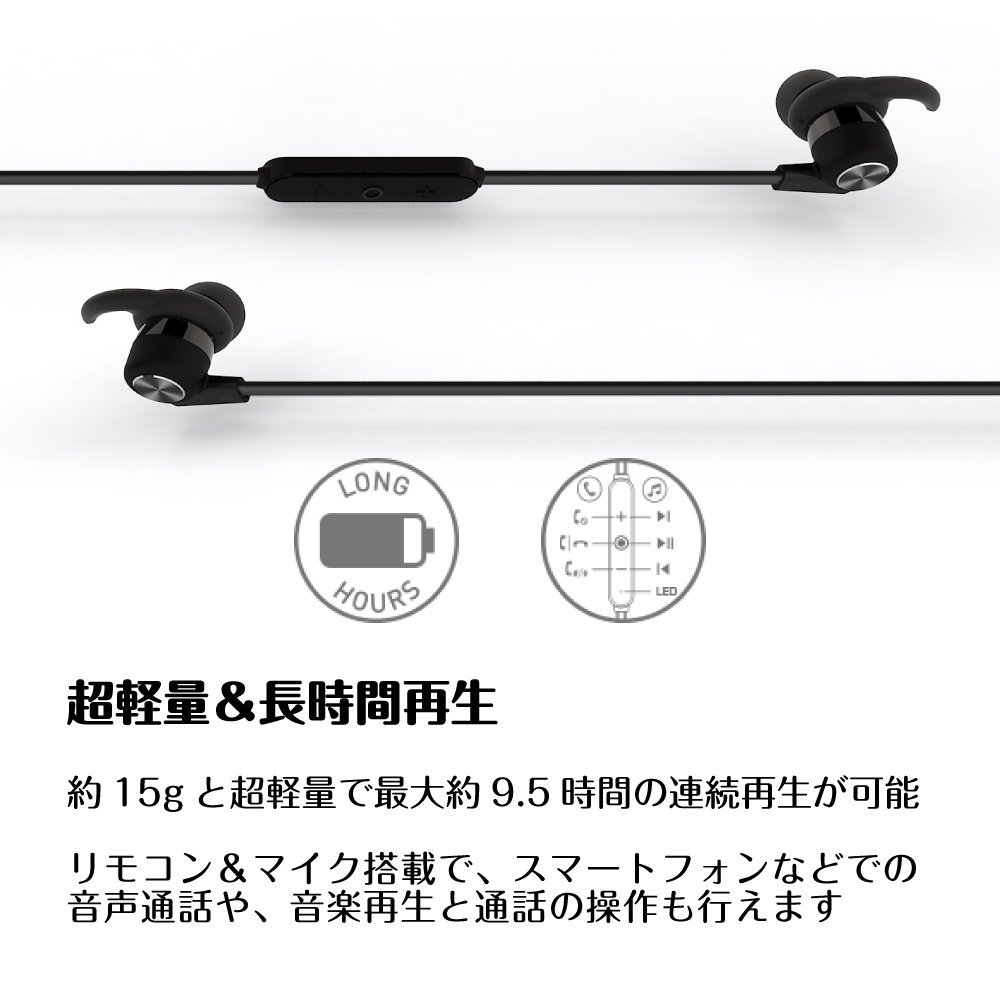 LONG
HOURS
LED
超軽量&長時間再生
約 15g と超軽量で最大約 9.5 時間の連続再生が可能
リモコン&マイク搭載で、スマートフォンなどでの
音声通話や、音楽再生と通話の操作も行えます